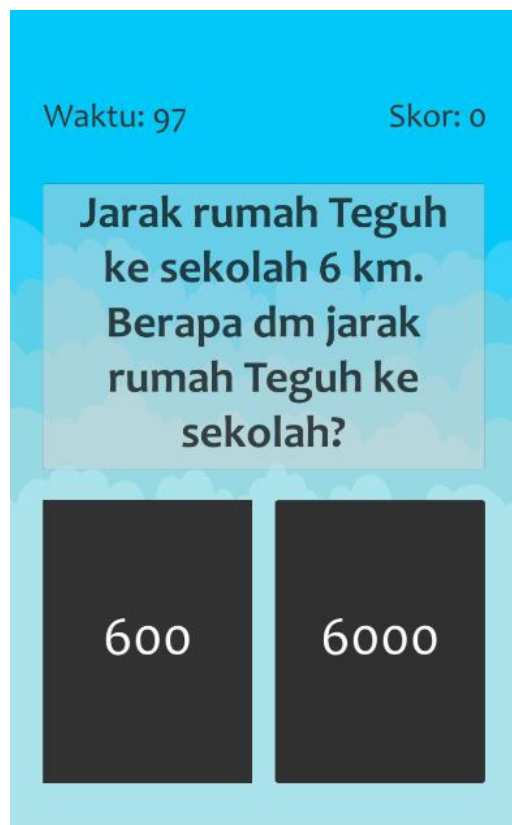 Waktu: 97
Skor: 0
Jarak rumah Teguh
ke sekolah 6 km.
Berapa dm jarak
rumah Teguh ke
sekolah?
600
6000